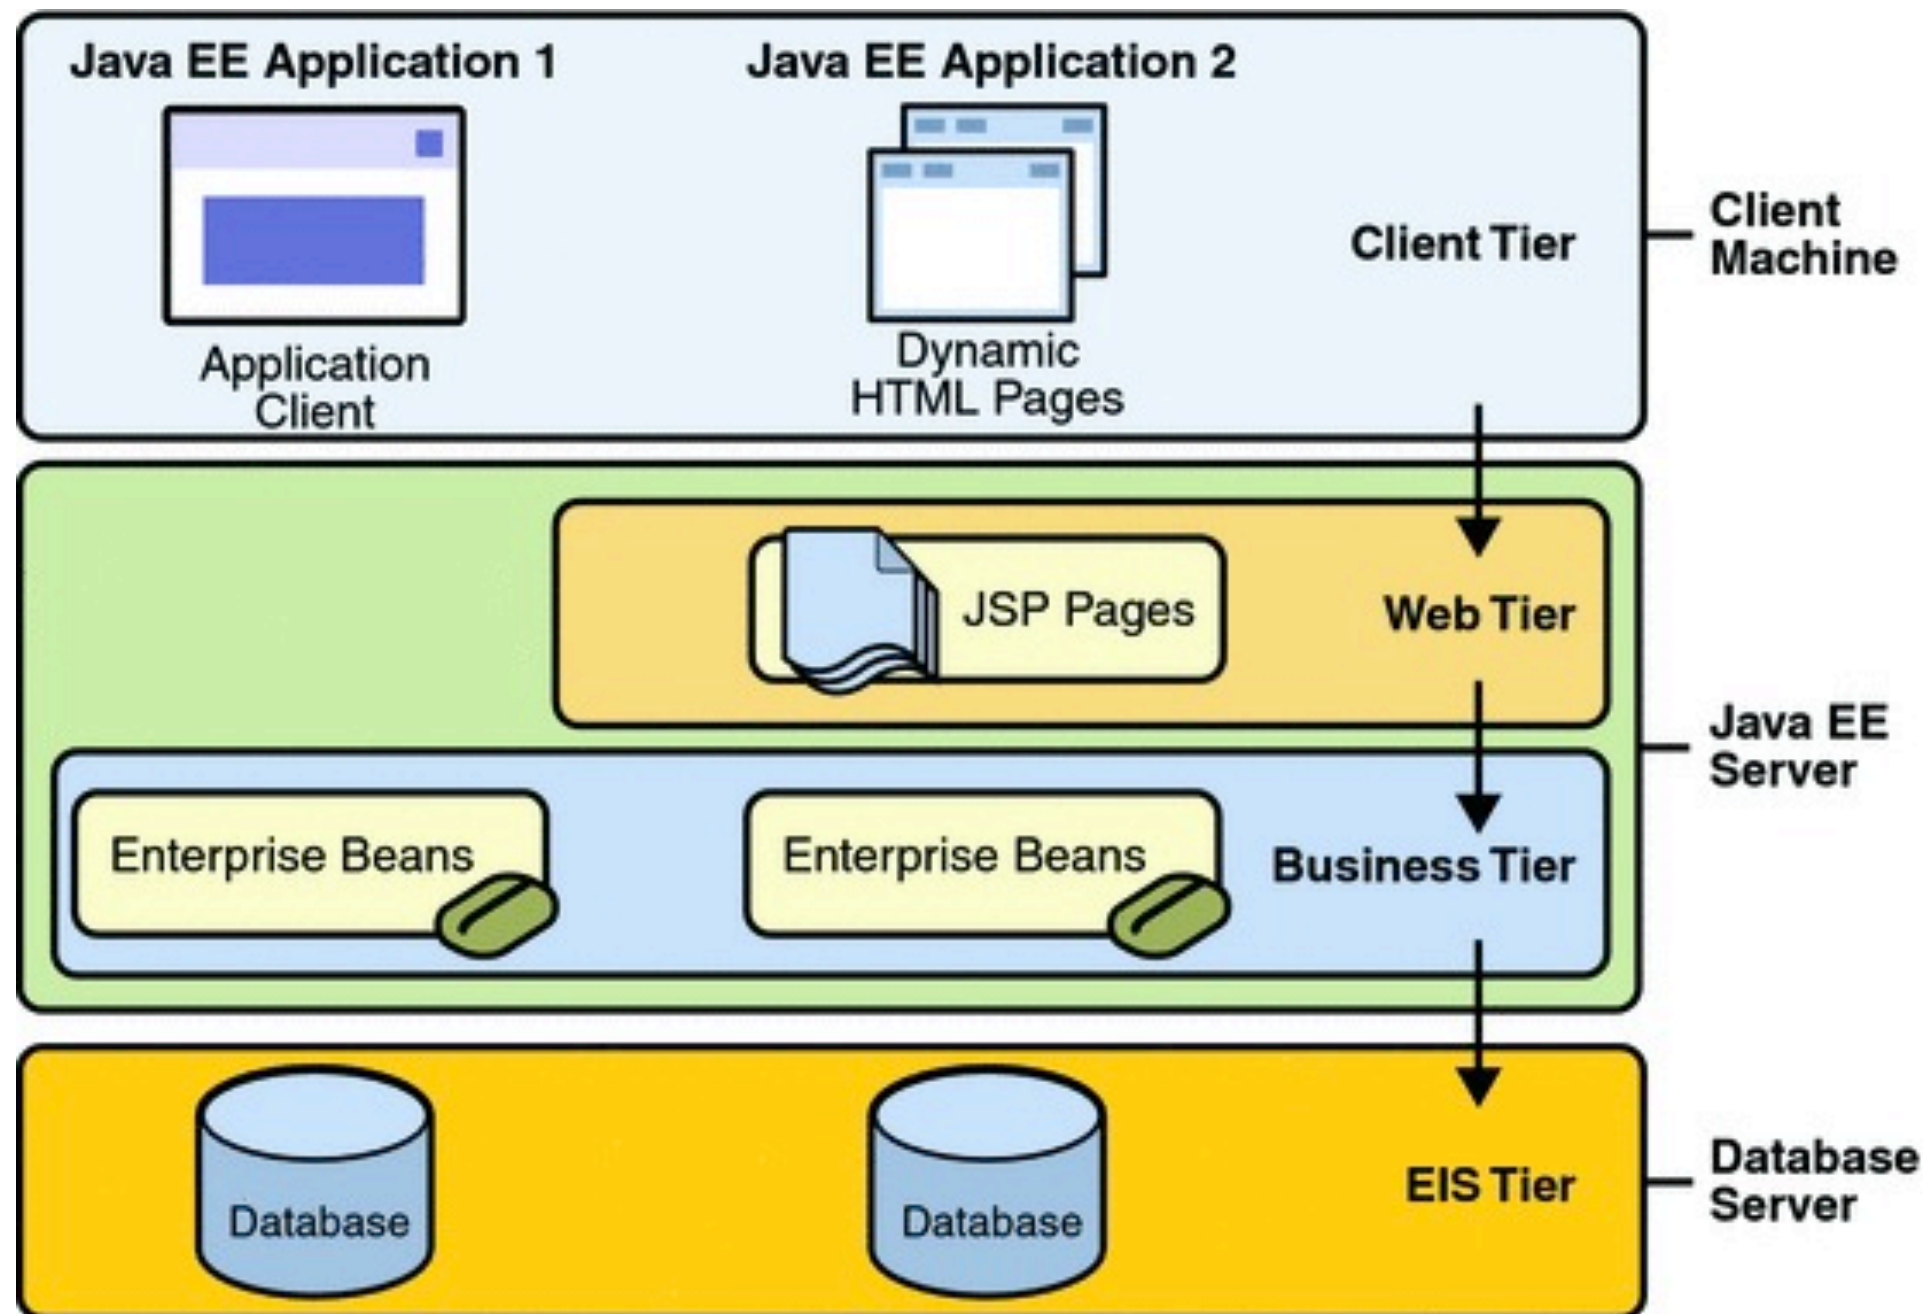 Java EE Application 1
Java EE Application 2
Application
Client
Dynamic
HTML Pages
Client Tier
Client
Machine
JSP Pages
Web Tier
Java EE
Server
Enterprise Beans
Enterprise Beans
Business Tier
Database
Database
EIS Tier
Database
Server